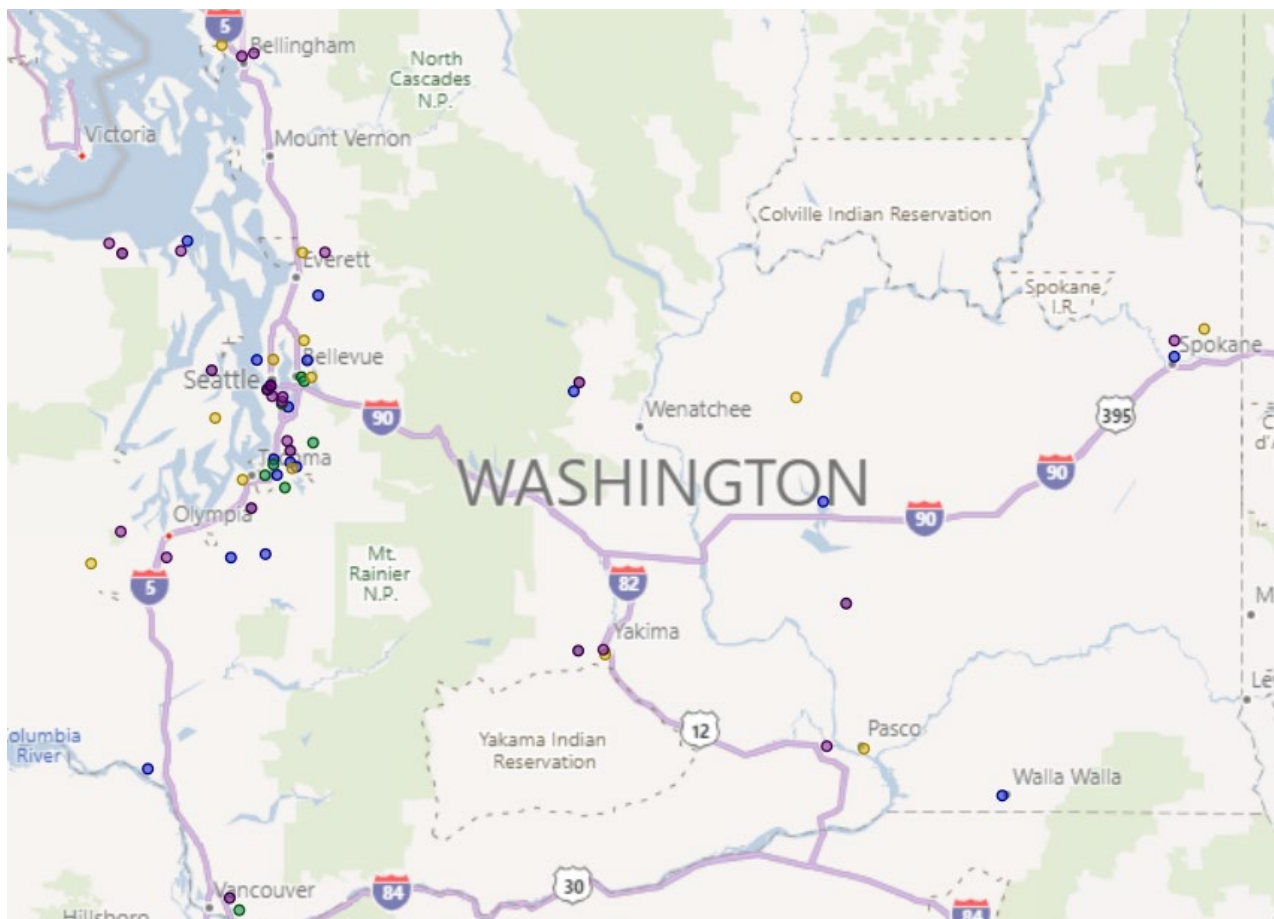 5
Bellingham
North
Cascades
N.P.
Victoria
Mount Vernon
Colville Indian Reservation
Everett
Spokane
I.R.
Spokane
Bellevue
Seattle
90
Wenatchee
395
Tacoma
WASHINGTON
90
90
Olympia
Mt.
Rainier
N.P.
5
82
Yakima
12
Pasco
Columbia
River
Yakama Indian
Reservation
Walla Walla
Vancouver
84
30
Hillsboro
84